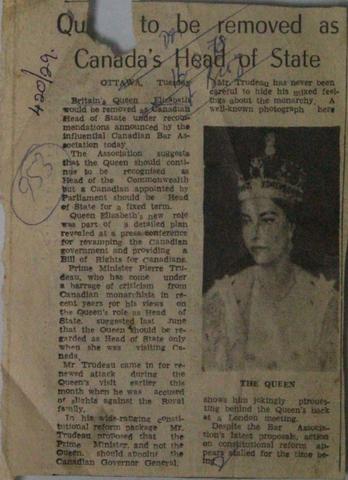 Qu to be removed as
Canada's Head of State
420/29.
953
OTTAWA, Tuesday
Britain's Queen Elizabeth
would be removed as Canadian
Head of State under recom-
mendations announced by the
influential Canadian Bar As-
sociation today.
The Association suggests
that the Queen should conti-
nue to be recognised as
Head of the Commonwealth
but a Canadian appointed by
Parliament should be Head
of State for a fixed term.
Queen Elizabeth's new role
was part of a detailed plan
revealed at a press conference
for revamping the Canadian
government and providing a
Bill of Rights for Canadians.
Prime Minister Pierre Tru-
deau, who has come under
a barrage of criticism from
Canadian monarchists in re-
cent years for his views on
the Queen's role as Head of
State, suggested last June
that the Queen should be re-
garded as Head of State only
when she was visiting Ca-
nada.
Mr Trudeau came in for re-
newed attack during the
Queen's visit earlier this
month when he was accused
of slights against the Royal
family.
In his wide-ranging consti-
tutional reform package Mr.
Trudeau proposed that the
Prime Minister, and not the
Queen, should appoint the
Canadian Governor General.
Mr. Trudeau has never been
careful to hide his mixed feel-
ings about the monarchy. A
well-known photograph here
THE QUEEN
shows him jokingly piroue-
tting behind the Queen's back
at a London meeting.
Despite the Bar Associa-
tion's latest proposals, action
on constitutional reform ap-
pears stalled for the time be-
ing.